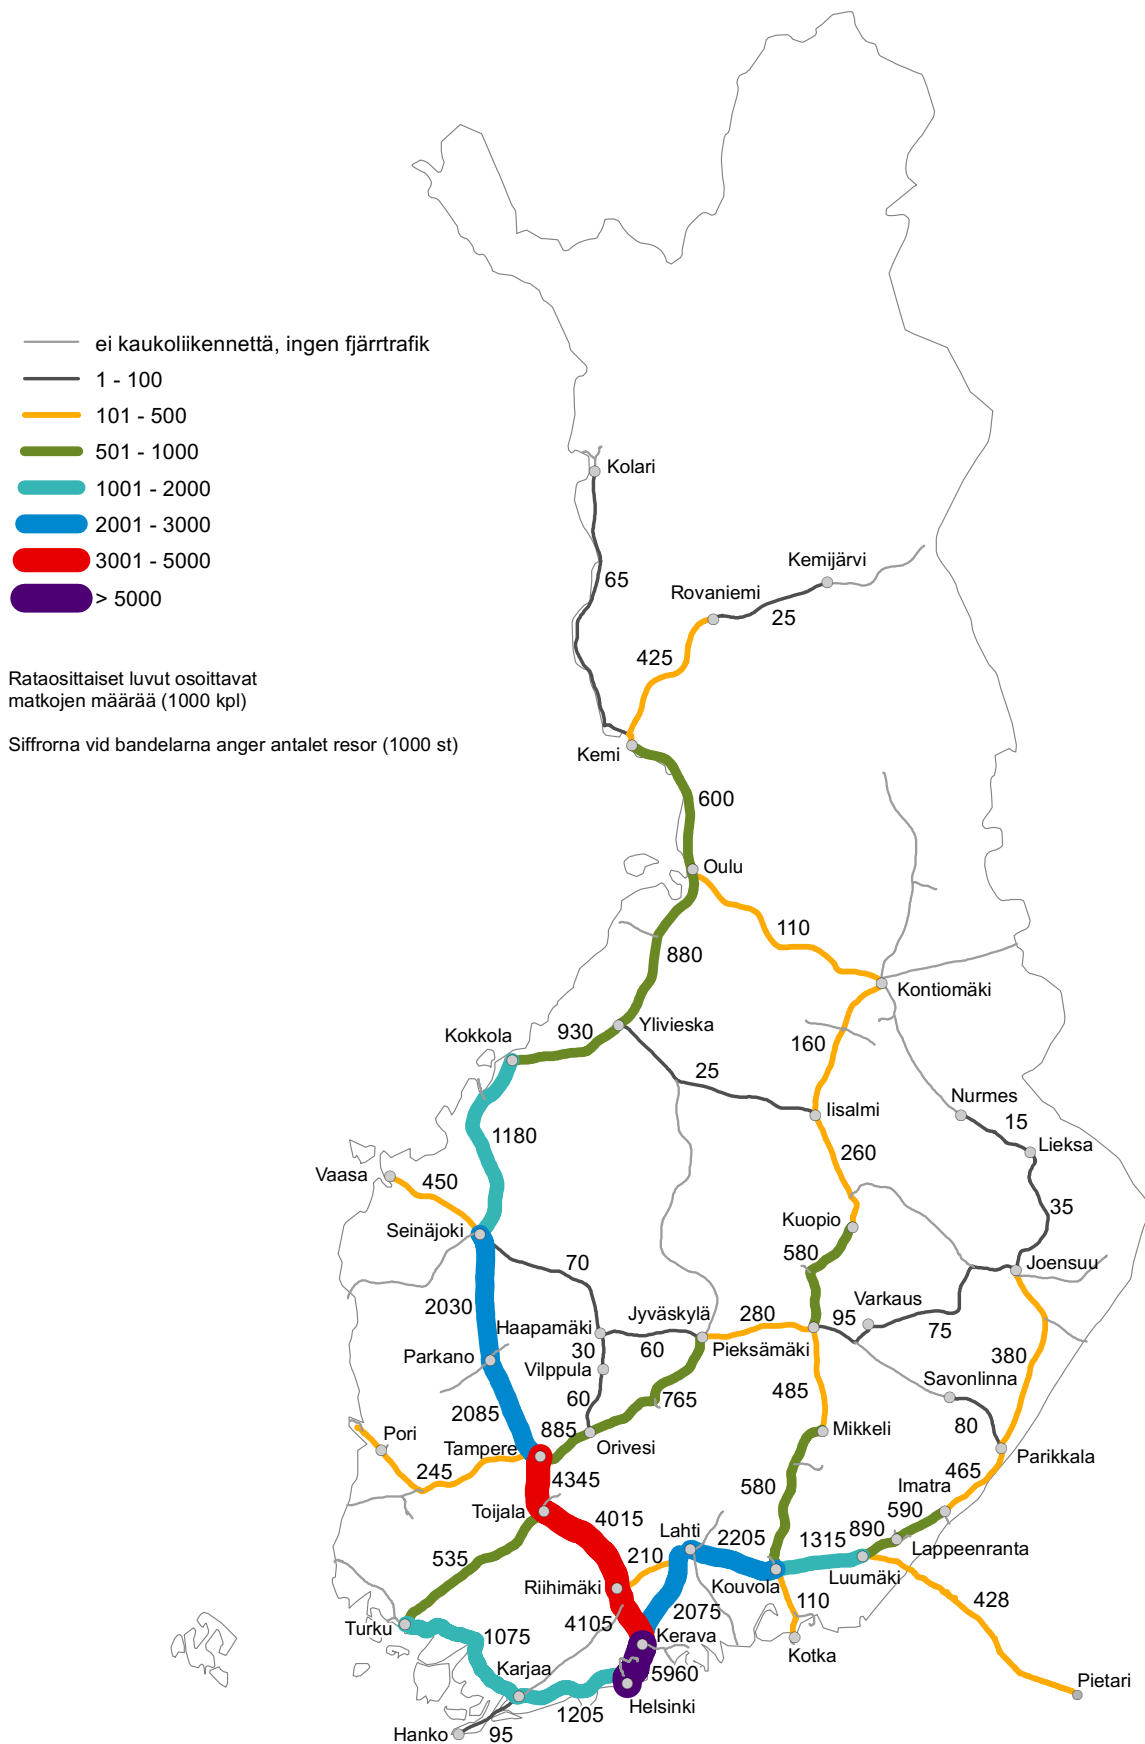 ei kaukoliikennettä, ingen fjärrtrafik
1 - 100
101 - 500
501 - 1000
1001 - 2000
2001 - 3000
3001 - 5000
> 5000
Rataosittaiset luvut osoittavat
matkojen määrää (1000 kpl)
Siffrorna vid bandelarna anger antalet resor (1000 st)
Kolari
65
Kemijärvi
Rovaniemi
25
425
Kemi
600
Oulu
110
880
Kontiomäki
Ylivieska
930
Kokkola
160
25
Nurmes
Iisalmi
15
1180
Lieksa
260
Vaasa
450
35
Kuopio
Seinäjoki
580
70
Joensuu
2030
Varkaus
Jyväskylä
280
95
Haapamäki
75
30
60
Pieksämäki
380
Parkano
Vilppula
Savonlinna
485
60
765
80
2085
885
Pori
Mikkeli
Orivesi
Tampere
Parikkala
245
4345
465
580
Imatra
Toijala
590
4015
890
Lahti
2205
1315
Lappeenranta
535
210
Luumäki
Riihimäki
Kouvola
110
428
2075
4105
Turku
1075
Kerava
Kotka
Karjaa
5960
Pietari
1205
Helsinki
Hanko
95